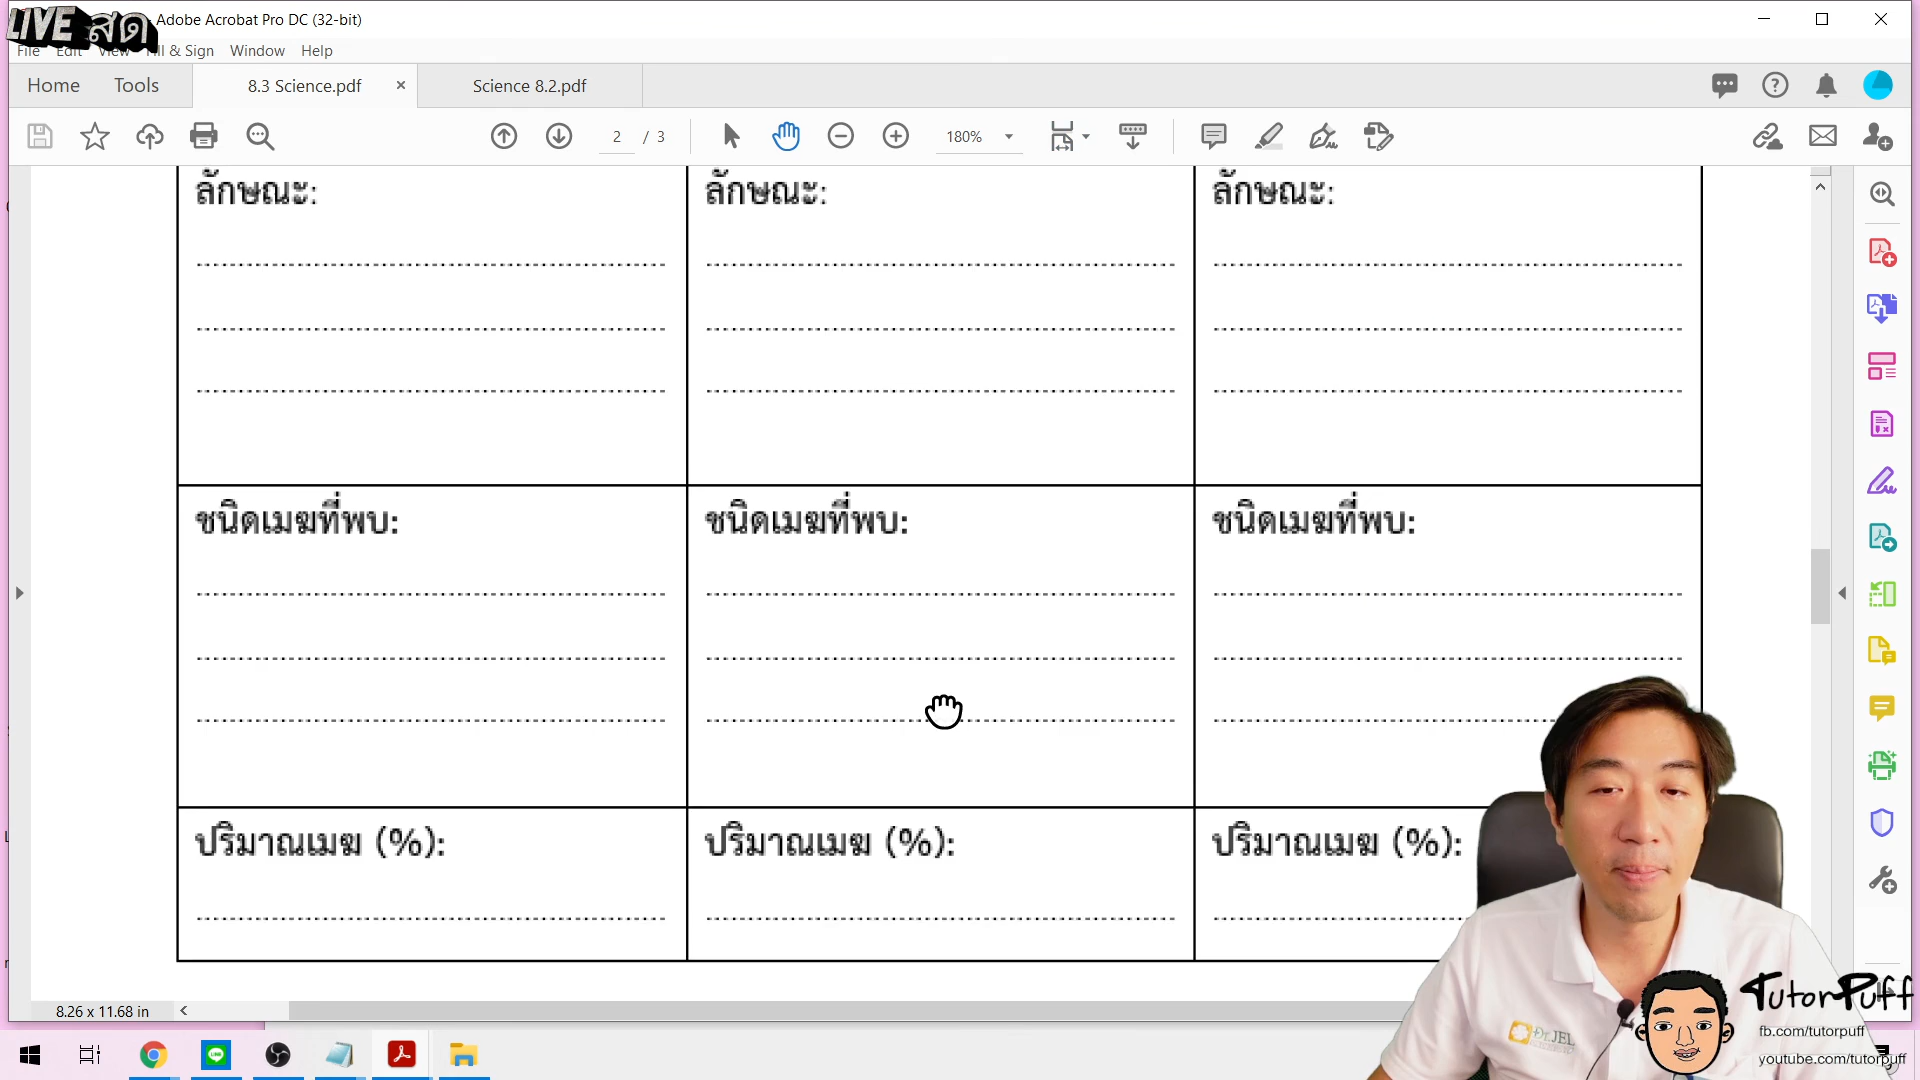 LIVE สด
Adobe Acrobat Pro DC (32-bit)
File Edit View Fill & Sign Window Help
Home Tools 8.3 Science.pdf × Science 8.2.pdf
2 / 3 180%
ลักษณะ: ลักษณะ: ลักษณะ:
ชนิดเมฆที่พบ: ชนิดเมฆที่พบ: ชนิดเมฆที่พบ:
ปริมาณเมฆ (%): ปริมาณเมฆ (%): ปริมาณเมฆ (%):
8.26 x 11.68 in
Dr.JEL
TutorPuff
fb.com/tutorpuff
youtube.com/tutorpuff